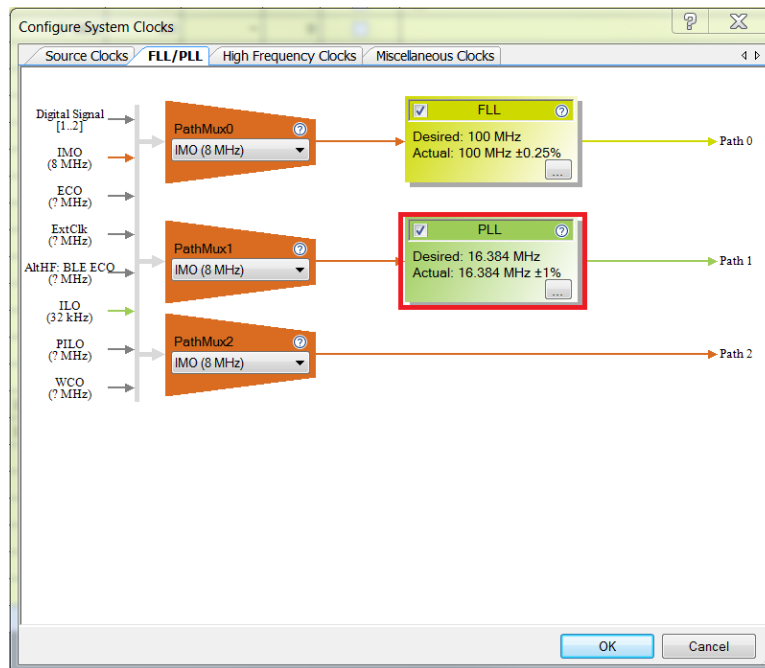 Configure System Clocks
Source Clocks FLL/PLL High Frequency Clocks Miscellaneous Clocks
Digital Signal
[1..2]
IMO
(8 MHz)
ECO
(? MHz)
ExtClk
(? MHz)
AltHF: BLE ECO
(? MHz)
ILO
(32 kHz)
PILO
(? MHz)
WCO
(? MHz)
PathMux0
IMO (8 MHz)
FLL
Desired: 100 MHz
Actual: 100 MHz ±0.25%
...
Path 0
PathMux1
IMO (8 MHz)
PLL
Desired: 16.384 MHz
Actual: 16.384 MHz ±1%
...
Path 1
PathMux2
IMO (8 MHz)
Path 2
OK Cancel